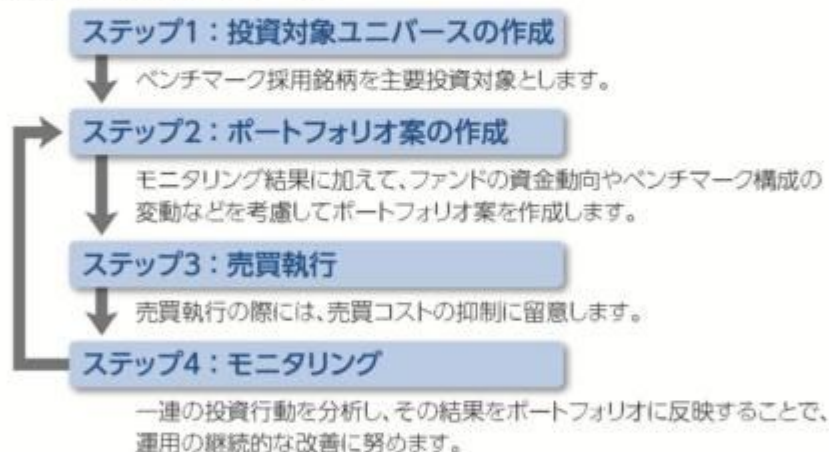 ステップ1：投資対象ユニバースの作成
ベンチマーク採用銘柄を主要投資対象とします。
ステップ2：ポートフォリオ案の作成
モニタリング結果に加えて、ファンドの資金動向やベンチマーク構成の
変動などを考慮してポートフォリオ案を作成します。
ステップ3：売買執行
売買執行の際には、売買コストの抑制に留意します。
ステップ4：モニタリング
一連の投資行動を分析し、その結果をポートフォリオに反映することで、
運用の継続的な改善に努めます。